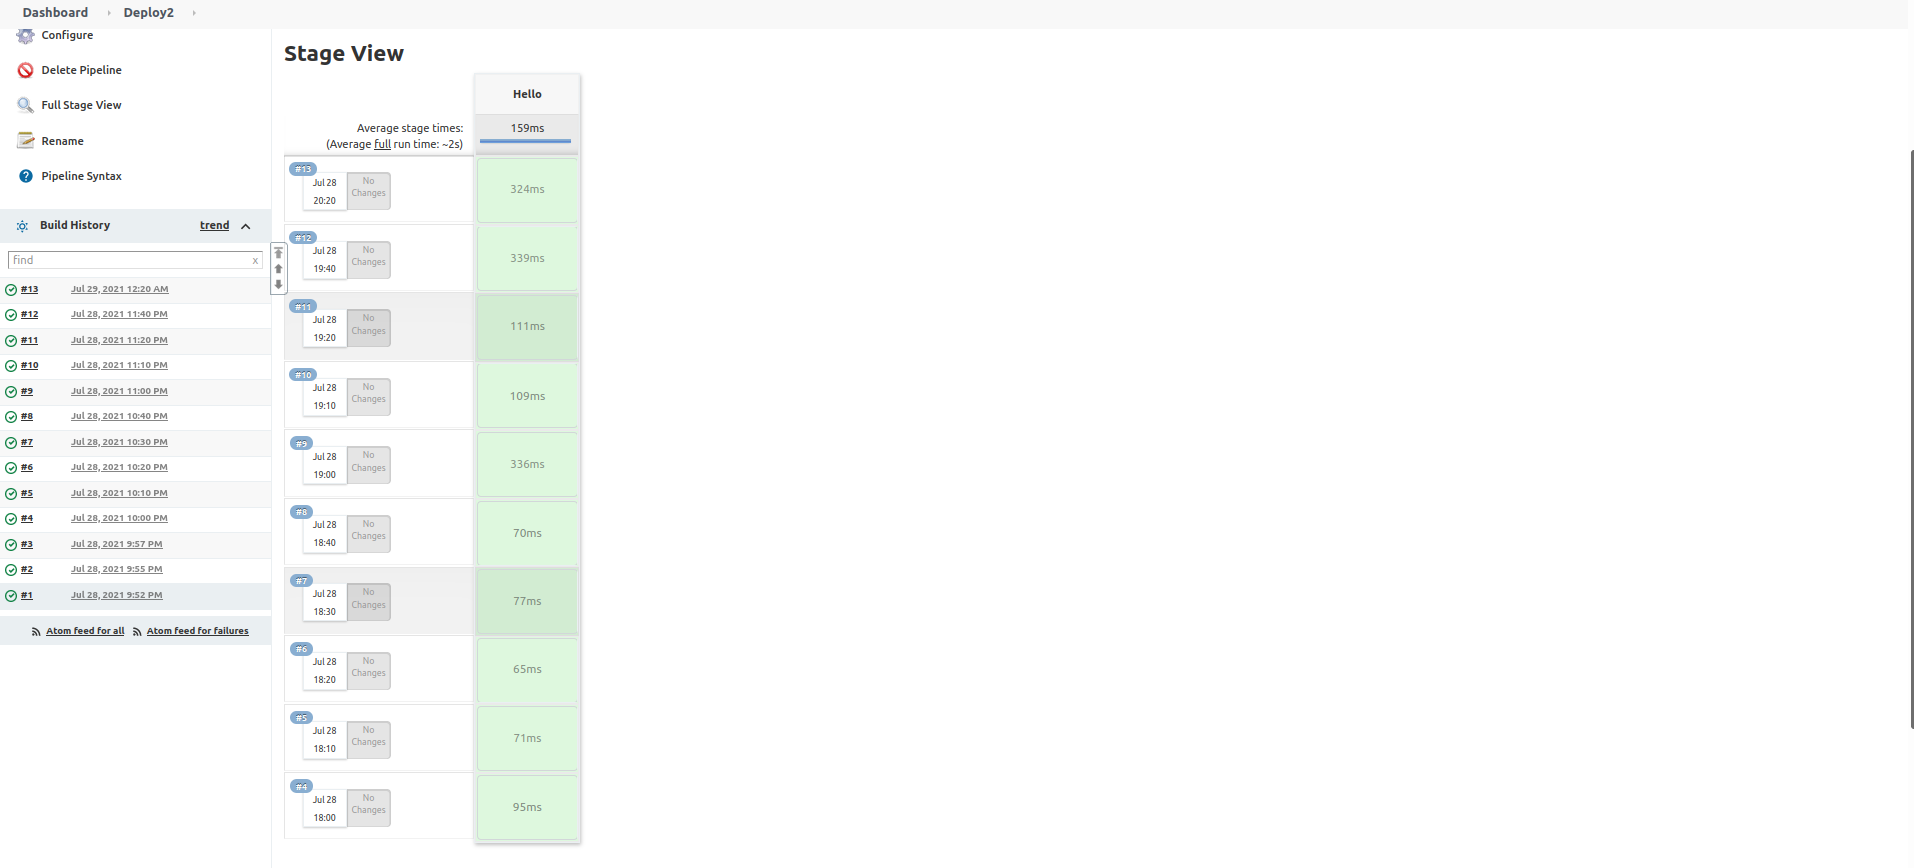 Dashboard Deploy2
Configure
Delete Pipeline
Full Stage View
Rename
Pipeline Syntax
Build History trend
find x
#13 Jul 29, 2021 12:20 AM
#12 Jul 28, 2021 11:40 PM
#11 Jul 28, 2021 11:20 PM
#10 Jul 28, 2021 11:10 PM
#9 Jul 28, 2021 11:00 PM
#8 Jul 28, 2021 10:40 PM
#7 Jul 28, 2021 10:30 PM
#6 Jul 28, 2021 10:20 PM
#5 Jul 28, 2021 10:10 PM
#4 Jul 28, 2021 10:00 PM
#3 Jul 28, 2021 9:57 PM
#2 Jul 28, 2021 9:55 PM
#1 Jul 28, 2021 9:52 PM
Atom feed for all Atom feed for failures
Stage View
Hello
Average stage times: 159ms
(Average full run time: ~2s)
#13
Jul 28 No
20:20 Changes
324ms
#12
Jul 28 No
19:40 Changes
339ms
#11
Jul 28 No
19:20 Changes
111ms
#10
Jul 28 No
19:10 Changes
109ms
#9
Jul 28 No
19:00 Changes
336ms
#8
Jul 28 No
18:40 Changes
70ms
#7
Jul 28 No
18:30 Changes
77ms
#6
Jul 28 No
18:20 Changes
65ms
#5
Jul 28 No
18:10 Changes
71ms
#4
Jul 28 No
18:00 Changes
95ms